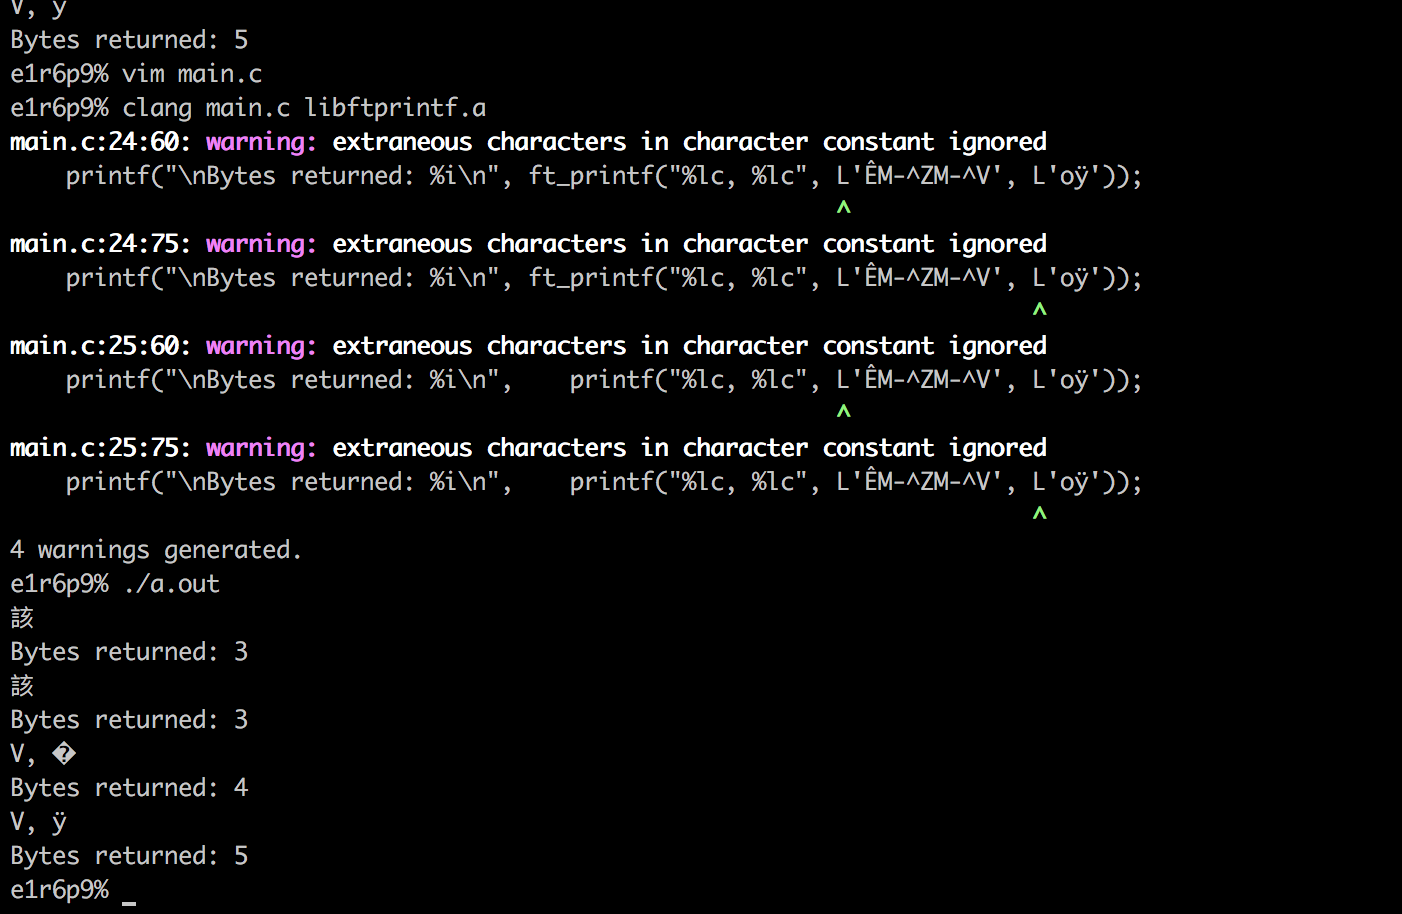 V, ÿ
Bytes returned: 5
e1r6p9% vim main.c
e1r6p9% clang main.c libftprintf.a
main.c:24:60: warning: extraneous characters in character constant ignored
    printf("\nBytes returned: %i\n", ft_printf("%lc, %lc", L'ÊM-^ZM-^V', L'oÿ'));
                                                           ^
main.c:24:75: warning: extraneous characters in character constant ignored
    printf("\nBytes returned: %i\n", ft_printf("%lc, %lc", L'ÊM-^ZM-^V', L'oÿ'));
                                                                         ^
main.c:25:60: warning: extraneous characters in character constant ignored
    printf("\nBytes returned: %i\n",    printf("%lc, %lc", L'ÊM-^ZM-^V', L'oÿ'));
                                                           ^
main.c:25:75: warning: extraneous characters in character constant ignored
    printf("\nBytes returned: %i\n",    printf("%lc, %lc", L'ÊM-^ZM-^V', L'oÿ'));
                                                                         ^
4 warnings generated.
e1r6p9% ./a.out
該
Bytes returned: 3
該
Bytes returned: 3
V, �
Bytes returned: 4
V, ÿ
Bytes returned: 5
e1r6p9% _